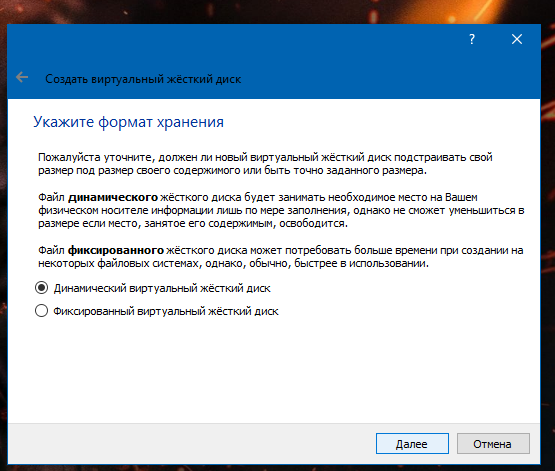 ?
Создать виртуальный жёсткий диск
Укажите формат хранения
Пожалуйста уточните, должен ли новый виртуальный жёсткий диск подстраивать свой
размер под размер своего содержимого или быть точно заданного размера.
Файл динамического жёсткого диска будет занимать необходимое место на Вашем
физическом носителе информации лишь по мере заполнения, однако не сможет уменьшиться в
размере если место, занятое его содержимым, освободится.
Файл фиксированного жёсткого диска может потребовать больше времени при создании на
некоторых файловых системах, однако, обычно, быстрее в использовании.
Динамический виртуальный жёсткий диск
Фиксированный виртуальный жёсткий диск
Далее Отмена